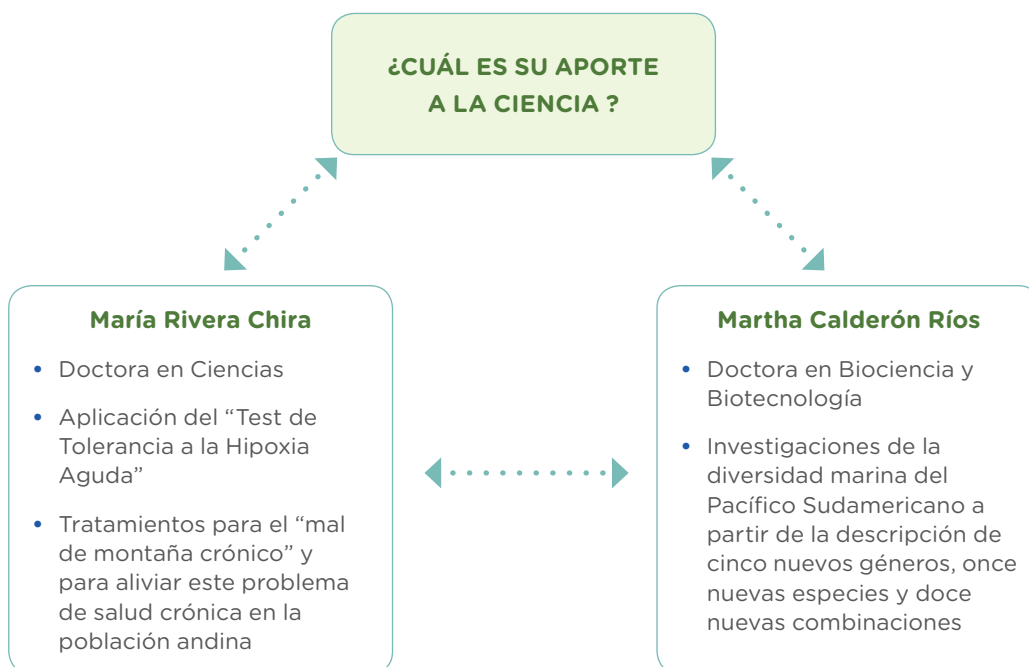 ¿CUÁL ES SU APORTE
A LA CIENCIA ?
María Rivera Chira
• Doctora en Ciencias
• Aplicación del “Test de
Tolerancia a la Hipoxia
Aguda”
• Tratamientos para el “mal
de montaña crónico” y
para aliviar este problema
de salud crónica en la
población andina
Martha Calderón Ríos
• Doctora en Biociencia y
Biotecnología
• Investigaciones de la
diversidad marina del
Pacífico Sudamericano a
partir de la descripción de
cinco nuevos géneros, once
nuevas especies y doce
nuevas combinaciones